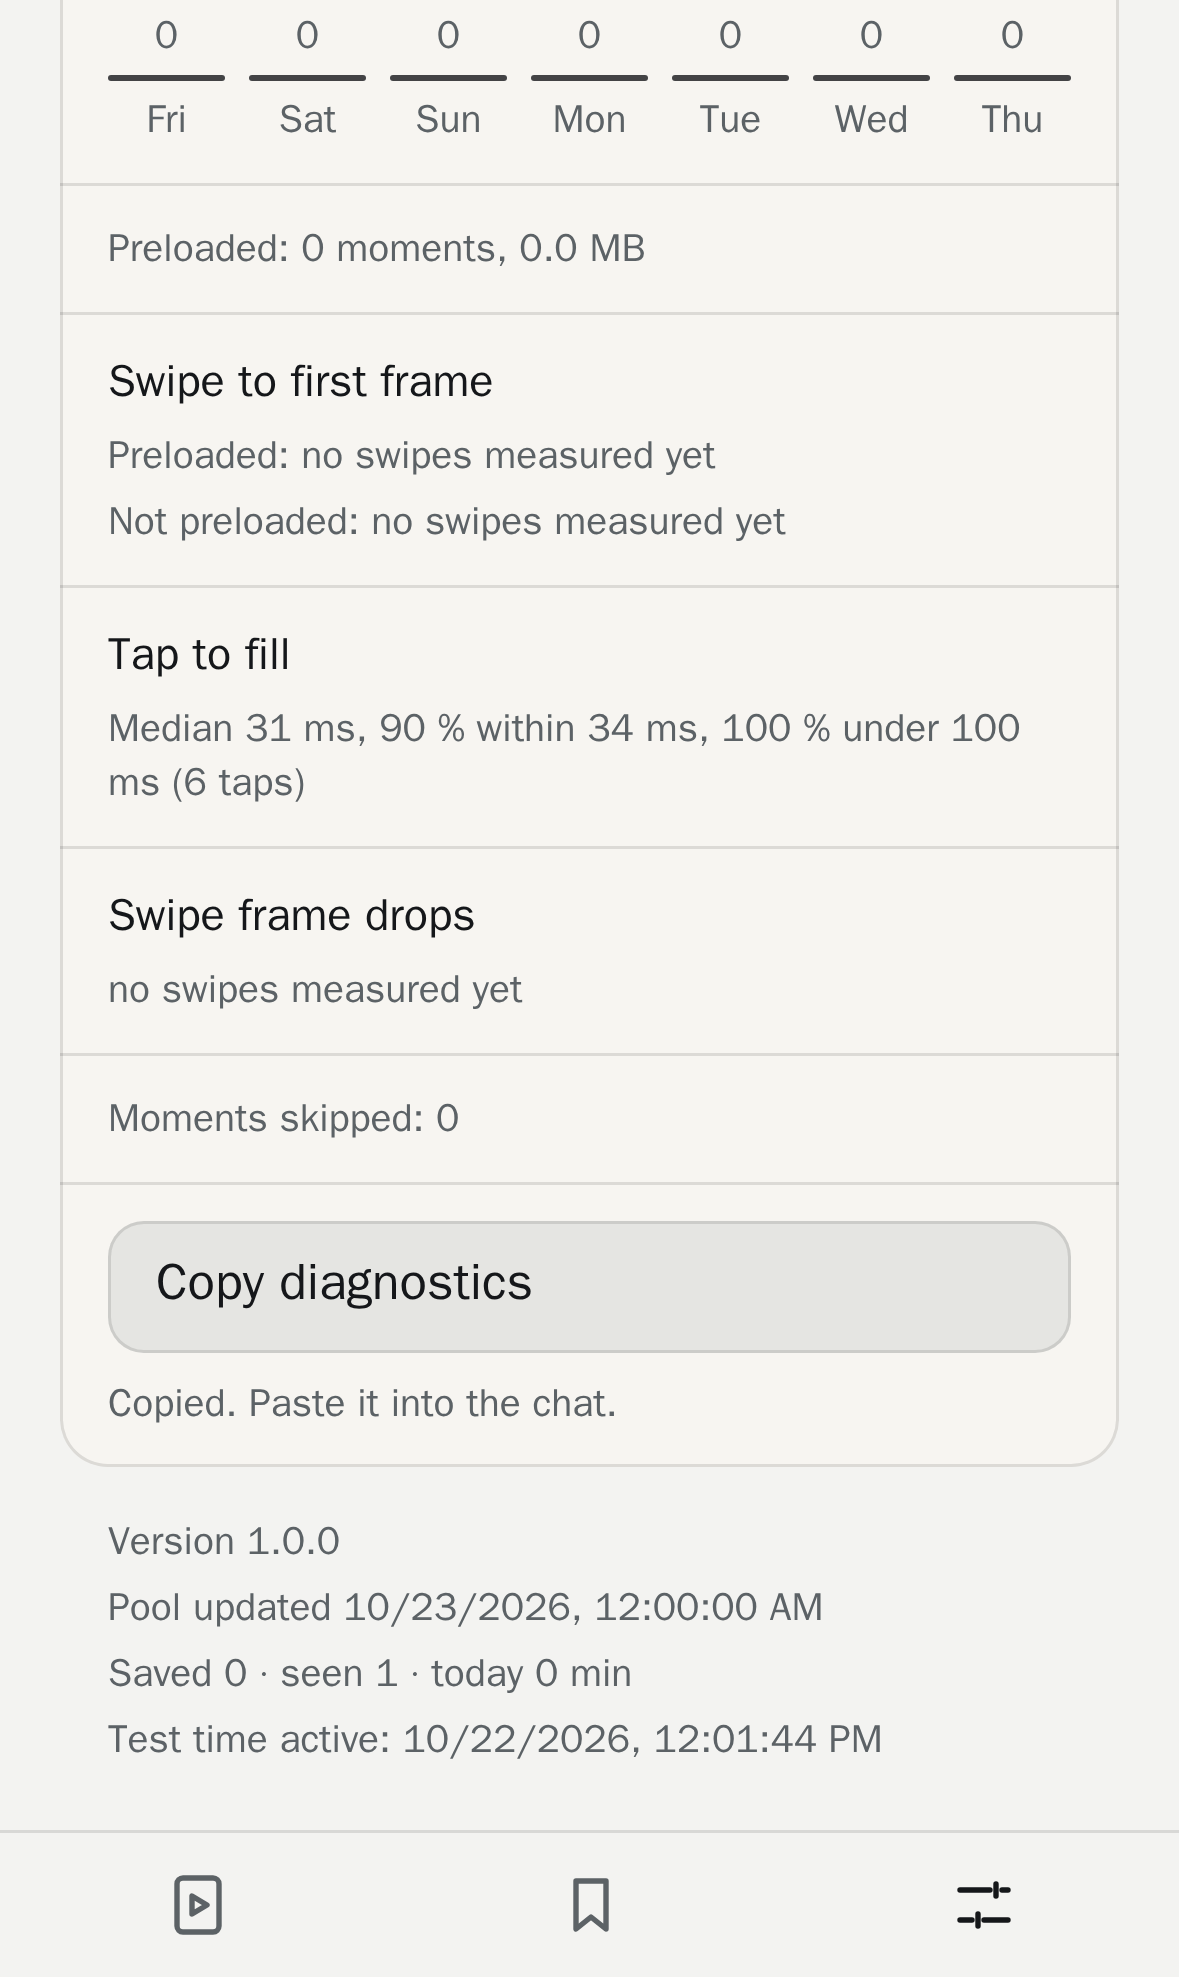 0 0 0 0 0 0 0
Fri Sat Sun Mon Tue Wed Thu
Preloaded: 0 moments, 0.0 MB
Swipe to first frame
Preloaded: no swipes measured yet
Not preloaded: no swipes measured yet
Tap to fill
Median 31 ms, 90 % within 34 ms, 100 % under 100
ms (6 taps)
Swipe frame drops
no swipes measured yet
Moments skipped: 0
Copy diagnostics
Copied. Paste it into the chat.
Version 1.0.0
Pool updated 10/23/2026, 12:00:00 AM
Saved 0 · seen 1 · today 0 min
Test time active: 10/22/2026, 12:01:44 PM